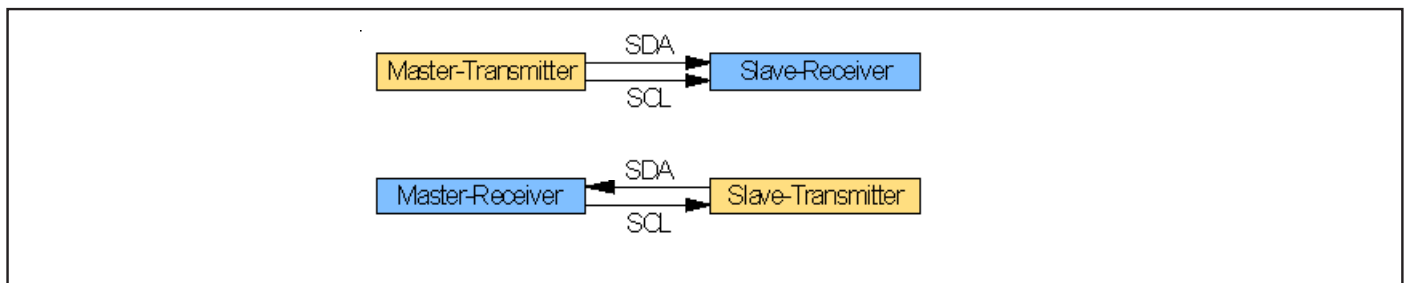 SDA
Master-Transmitter Slave-Receiver
SCL
SDA
Master-Receiver Slave-Transmitter
SCL